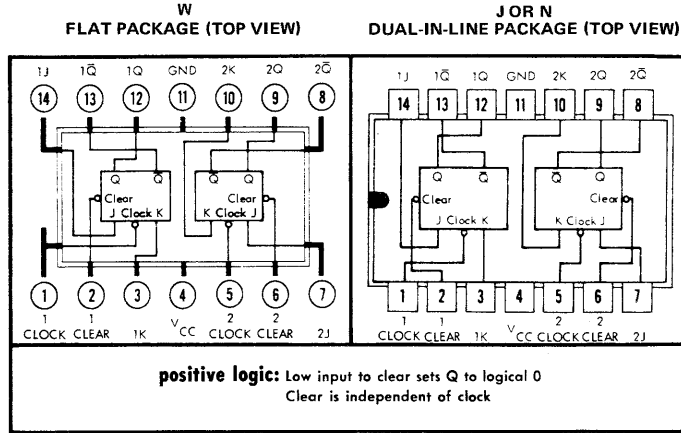 W
FLAT PACKAGE (TOP VIEW)
J OR N
DUAL-IN-LINE PACKAGE (TOP VIEW)
1J 1Q̅ 1Q GND 2K 2Q 2Q̅
14 13 12 11 10 9 8
Q Q̅ Q̅ Q
Clear Clear
J Clock K K Clock J
1 2 3 4 5 6 7
1 1 2 2
CLOCK CLEAR 1K VCC CLOCK CLEAR 2J
1J 1Q̅ 1Q GND 2K 2Q 2Q̅
14 13 12 11 10 9 8
Q Q̅ Q̅ Q
Clear Clear
J Clock K K Clock J
1 2 3 4 5 6 7
1 1 2 2
CLOCK CLEAR 1K VCC CLOCK CLEAR 2J
positive logic: Low input to clear sets Q to logical 0
Clear is independent of clock